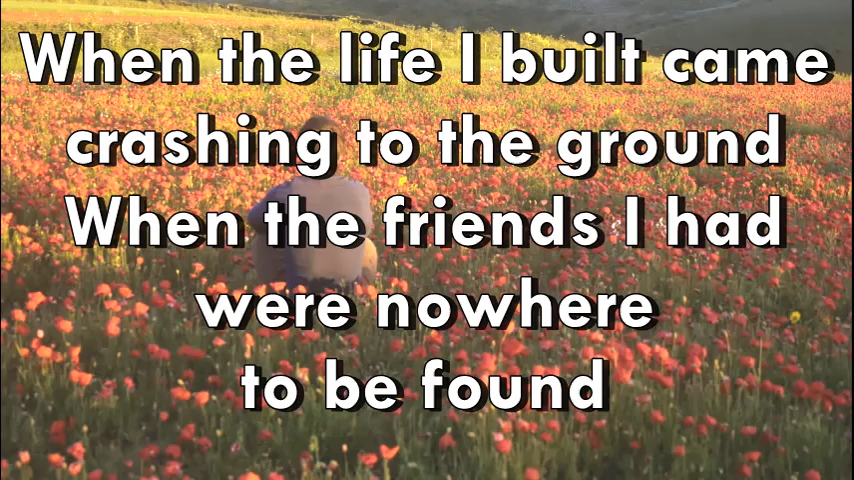 When the life I built came
crashing to the ground
When the friends I had
were nowhere
to be found